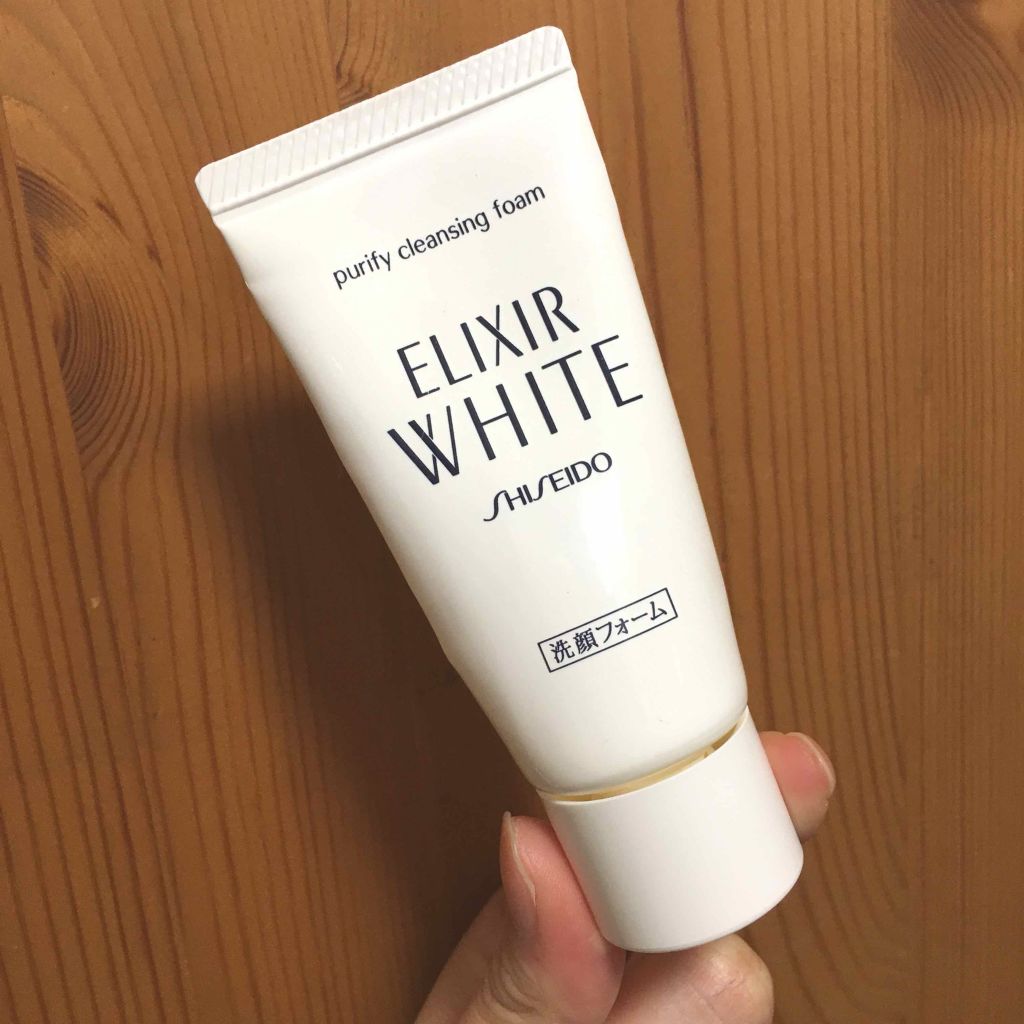 purify cleansing foam
ELIXIR
WHITE
SHISEIDO
洗顔フォーム